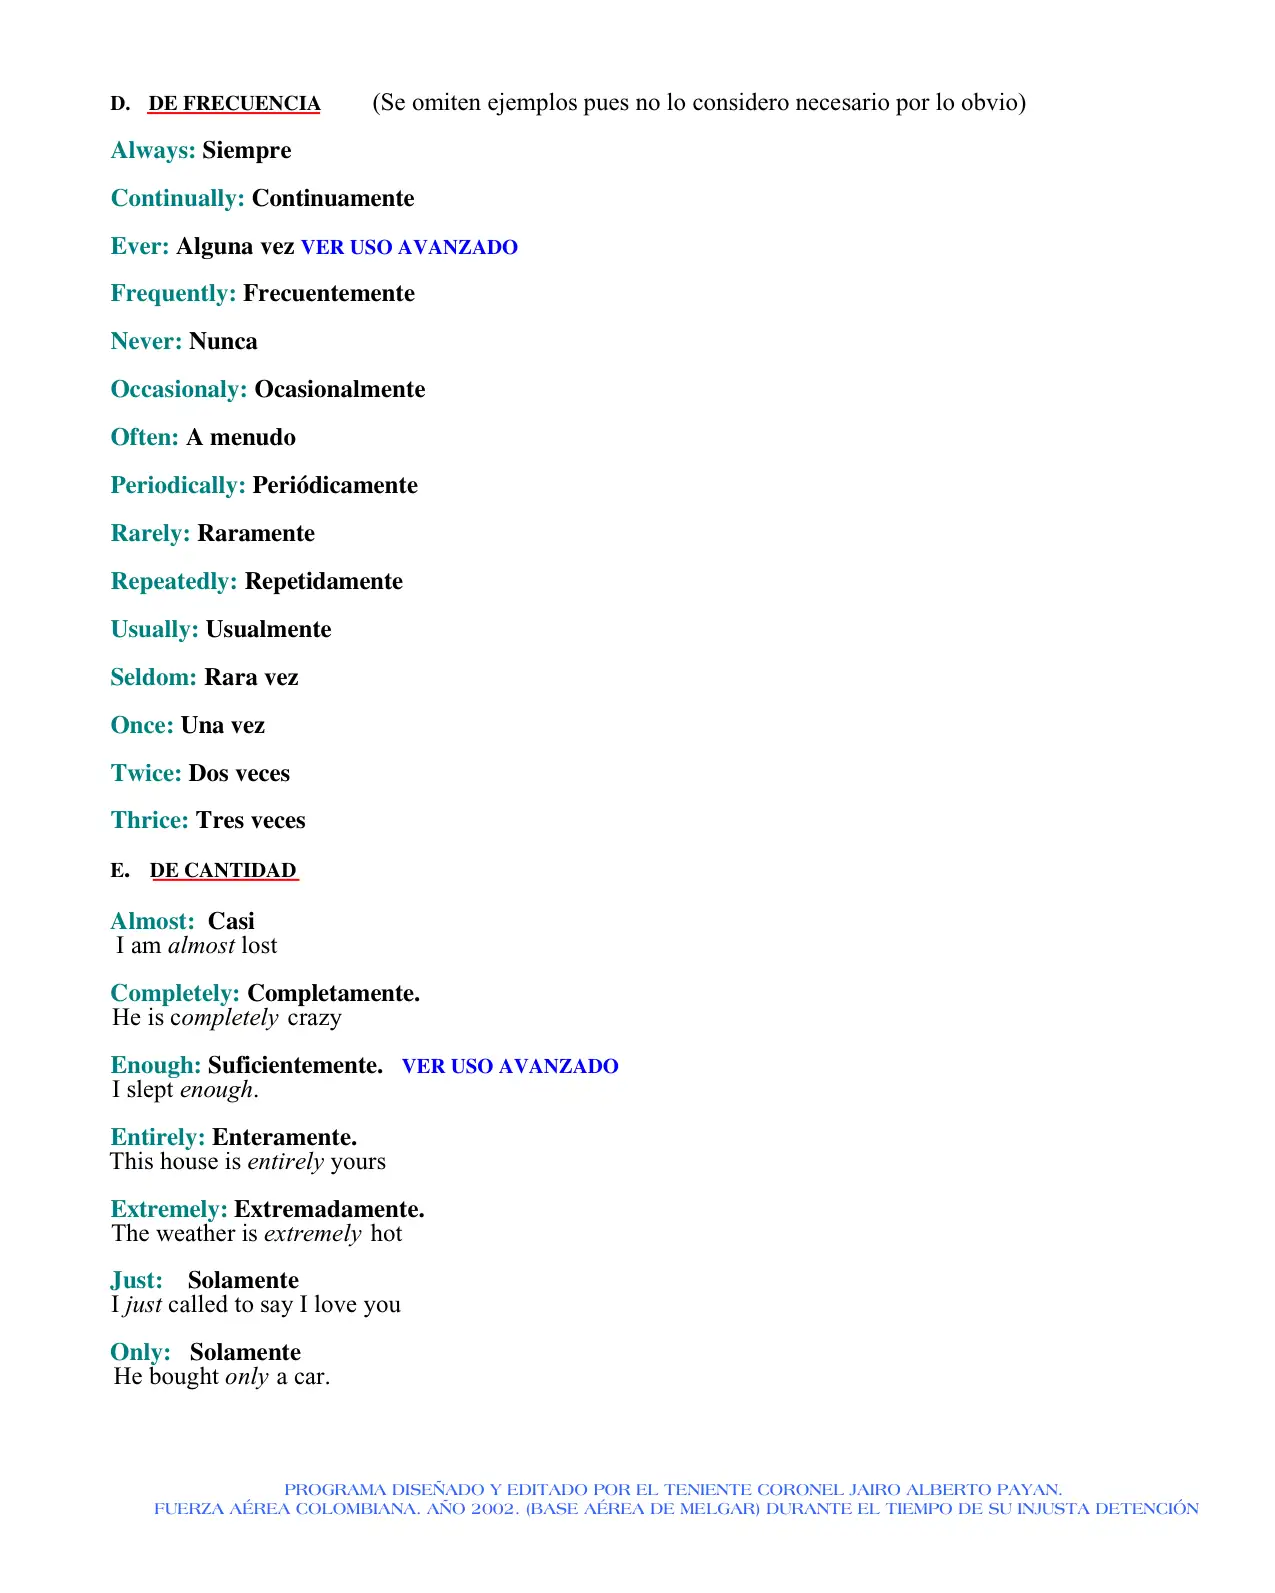 D. DE FRECUENCIA (Se omiten ejemplos pues no lo considero necesario por lo obvio)
Always: Siempre
Continually: Continuamente
Ever: Alguna vez VER USO AVANZADO
Frequently: Frecuentemente
Never: Nunca
Occasionaly: Ocasionalmente
Often: A menudo
Periodically: Periódicamente
Rarely: Raramente
Repeatedly: Repetidamente
Usually: Usualmente
Seldom: Rara vez
Once: Una vez
Twice: Dos veces
Thrice: Tres veces
E. DE CANTIDAD
Almost: Casi
I am almost lost
Completely: Completamente.
He is completely crazy
Enough: Suficientemente. VER USO AVANZADO
I slept enough.
Entirely: Enteramente.
This house is entirely yours
Extremely: Extremadamente.
The weather is extremely hot
Just: Solamente
I just called to say I love you
Only: Solamente
He bought only a car.
PROGRAMA DISEÑADO Y EDITADO POR EL TENIENTE CORONEL JAIRO ALBERTO PAYAN.
FUERZA AÉREA COLOMBIANA. AÑO 2002. (BASE AÉREA DE MELGAR) DURANTE EL TIEMPO DE SU INJUSTA DETENCIÓN